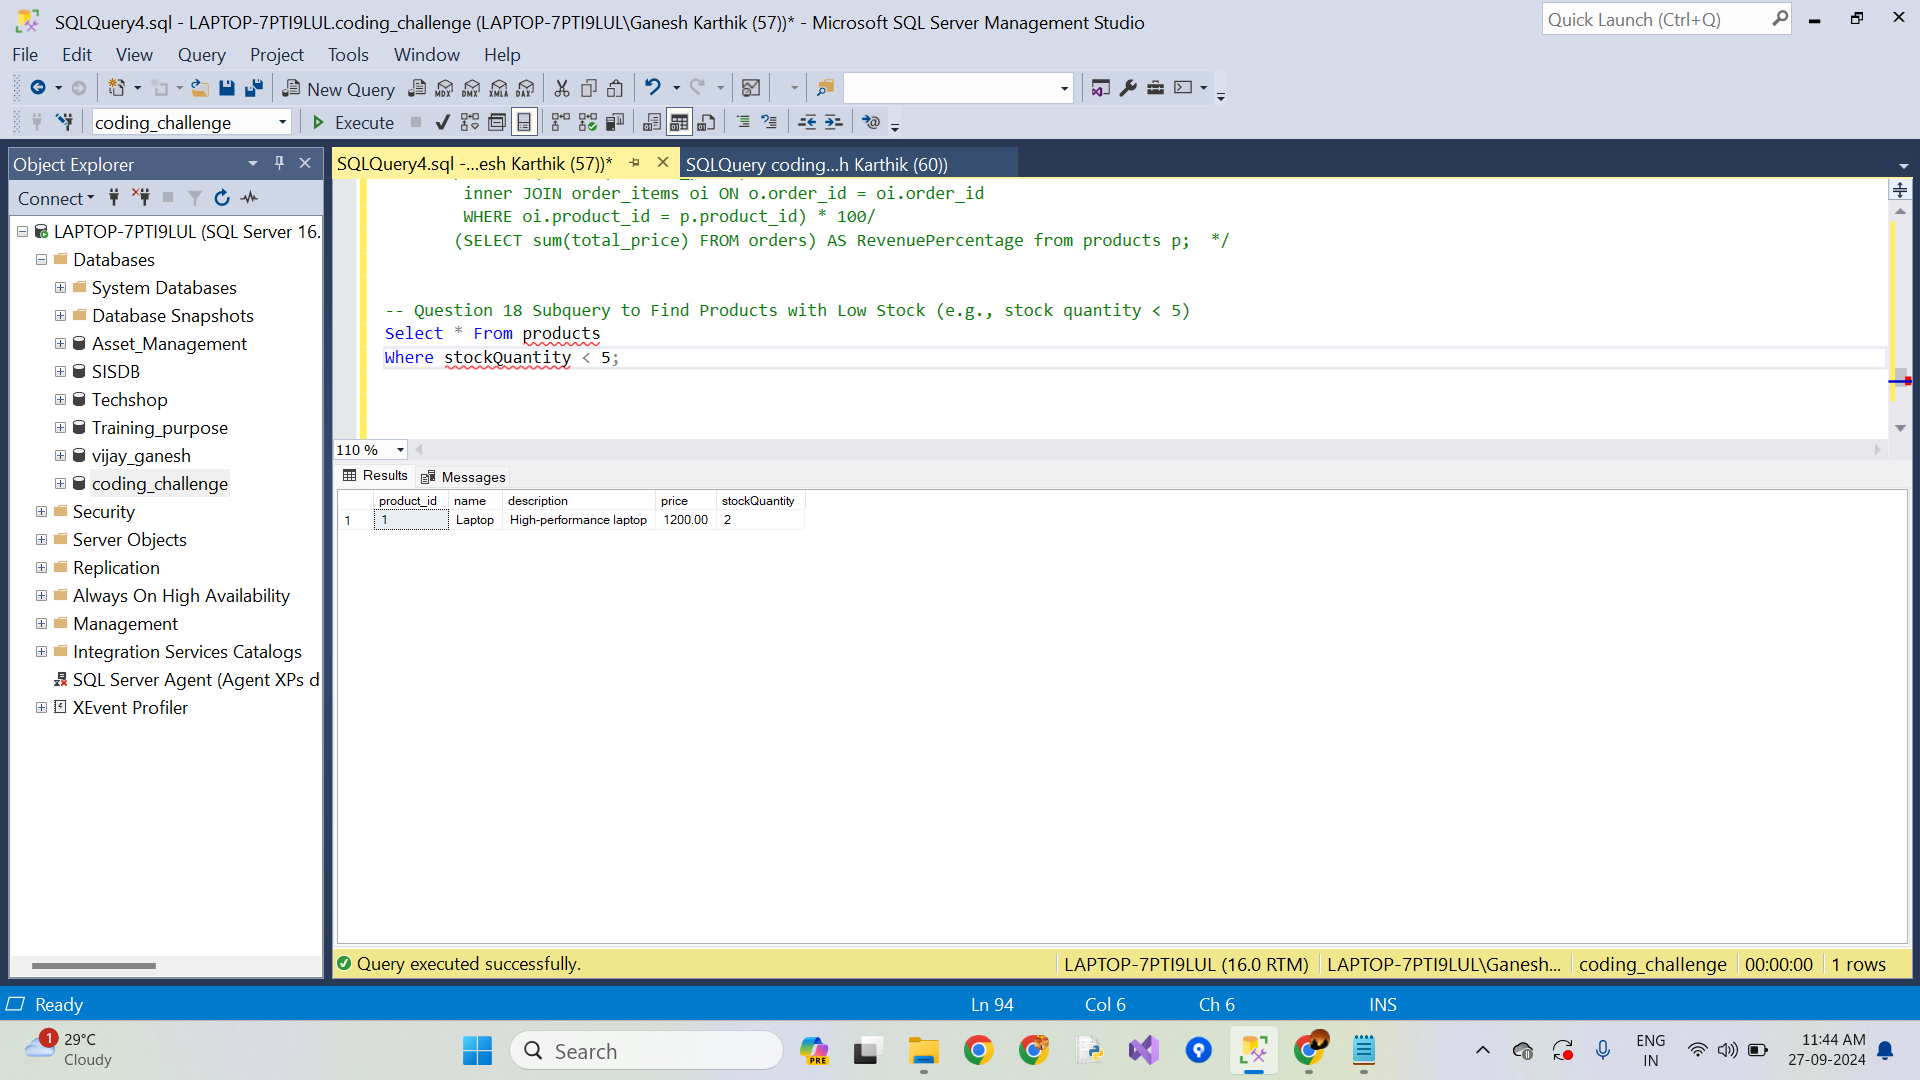 SQLQuery4.sql - LAPTOP-7PTI9LUL.coding_challenge (LAPTOP-7PTI9LUL\Ganesh Karthik (57))* - Microsoft SQL Server Management Studio
Quick Launch (Ctrl+Q)
File Edit View Query Project Tools Window Help
New Query MDX DMX XMLA DAX
coding_challenge Execute
Object Explorer
SQLQuery4.sql -...esh Karthik (57))* SQLQuery coding...h Karthik (60))
Connect
LAPTOP-7PTI9LUL (SQL Server 16.
Databases
System Databases
Database Snapshots
Asset_Management
SISDB
Techshop
Training_purpose
vijay_ganesh
coding_challenge
Security
Server Objects
Replication
Always On High Availability
Management
Integration Services Catalogs
SQL Server Agent (Agent XPs d
XEvent Profiler
inner JOIN order_items oi ON o.order_id = oi.order_id
WHERE oi.product_id = p.product_id) * 100/
(SELECT sum(total_price) FROM orders) AS RevenuePercentage from products p; */
-- Question 18 Subquery to Find Products with Low Stock (e.g., stock quantity < 5)
Select * From products
Where stockQuantity < 5;
110 %
Results Messages
product_id name description price stockQuantity
1 1 Laptop High-performance laptop 1200.00 2
Query executed successfully. LAPTOP-7PTI9LUL (16.0 RTM) LAPTOP-7PTI9LUL\Ganesh... coding_challenge 00:00:00 1 rows
Ready Ln 94 Col 6 Ch 6 INS
1 29°C
Cloudy
Search
PRE
ENG
IN
11:44 AM
27-09-2024